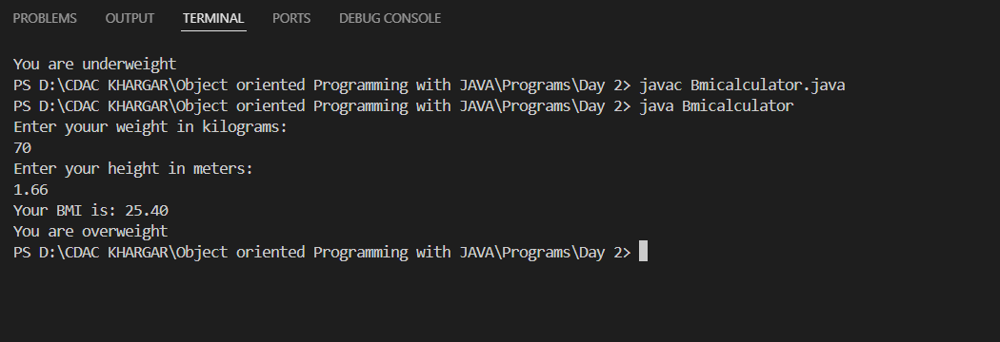 PROBLEMS OUTPUT TERMINAL PORTS DEBUG CONSOLE
You are underweight
PS D:\CDAC KHARGAR\Object oriented Programming with JAVA\Programs\Day 2> javac Bmicalculator.java
PS D:\CDAC KHARGAR\Object oriented Programming with JAVA\Programs\Day 2> java Bmicalculator
Enter youur weight in kilograms:
70
Enter your height in meters:
1.66
Your BMI is: 25.40
You are overweight
PS D:\CDAC KHARGAR\Object oriented Programming with JAVA\Programs\Day 2>